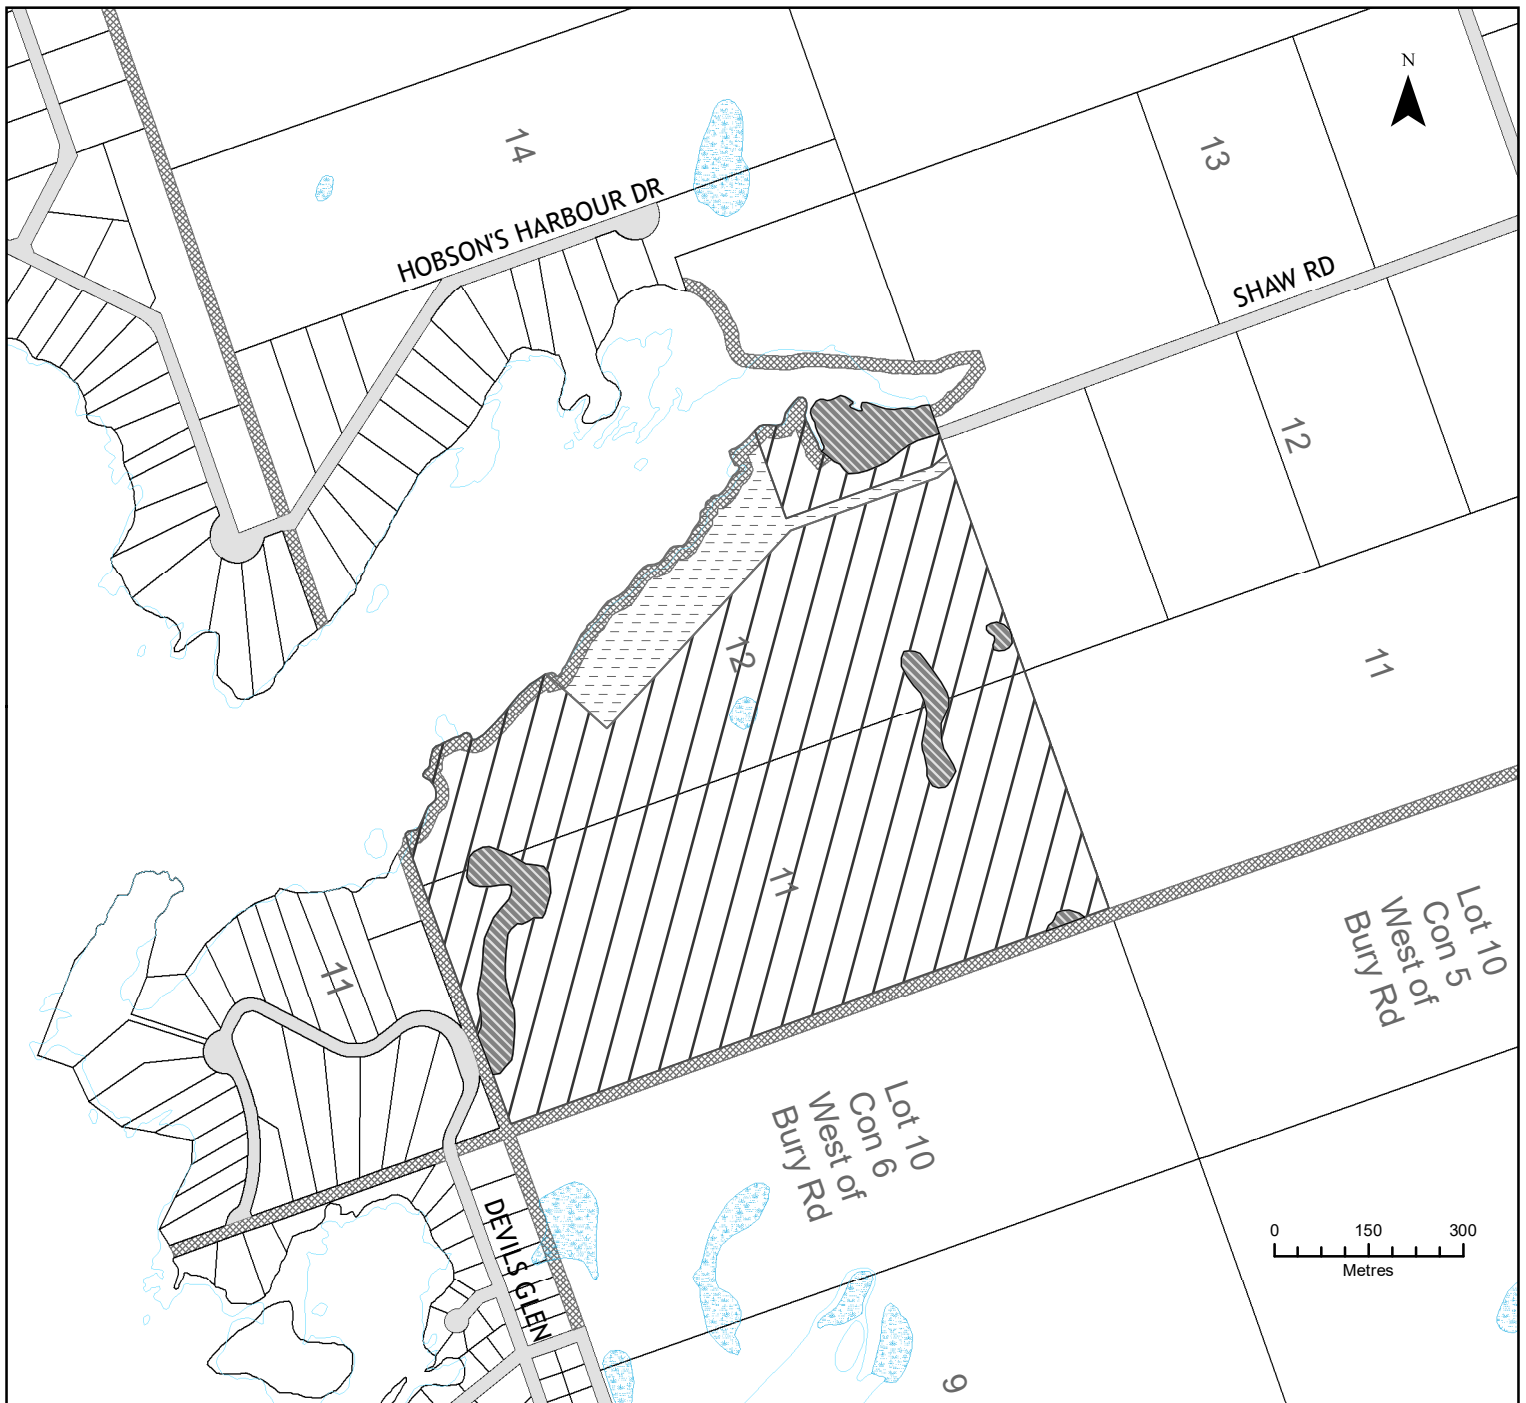 N
14
13
HOBSON'S HARBOUR DR
SHAW RD
12
12
11
11
11
Lot 10
Con 5
West of
Bury Rd
Lot 10
Con 6
West of
Bury Rd
DEVILS GLEN
0 150 300
Metres
9